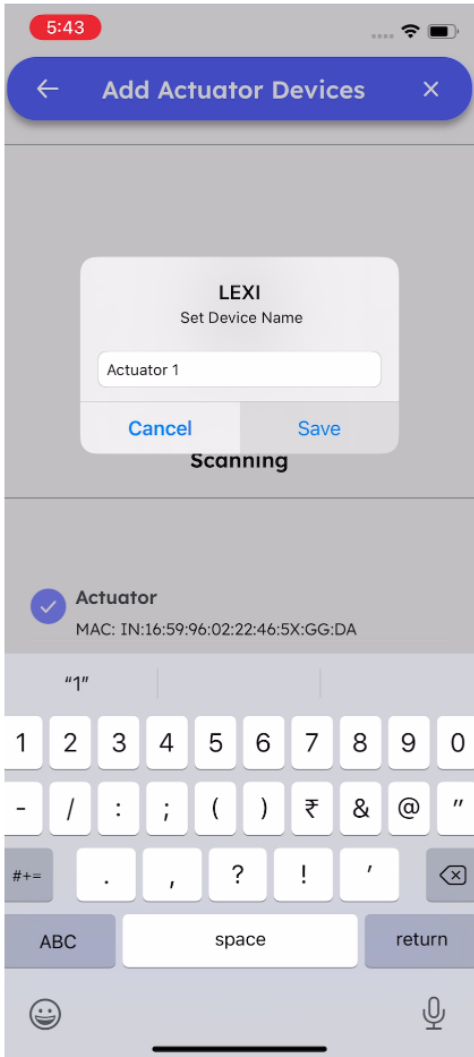 5:43
Add Actuator Devices
LEXI
Set Device Name
Actuator 1
Cancel Save
Scanning
Actuator
MAC: IN:16:59:96:02:22:46:5X:GG:DA
“1”
1 2 3 4 5 6 7 8 9 0
- / : ; ( ) ₹ & @ "
#+= . , ? ! ′
ABC space return